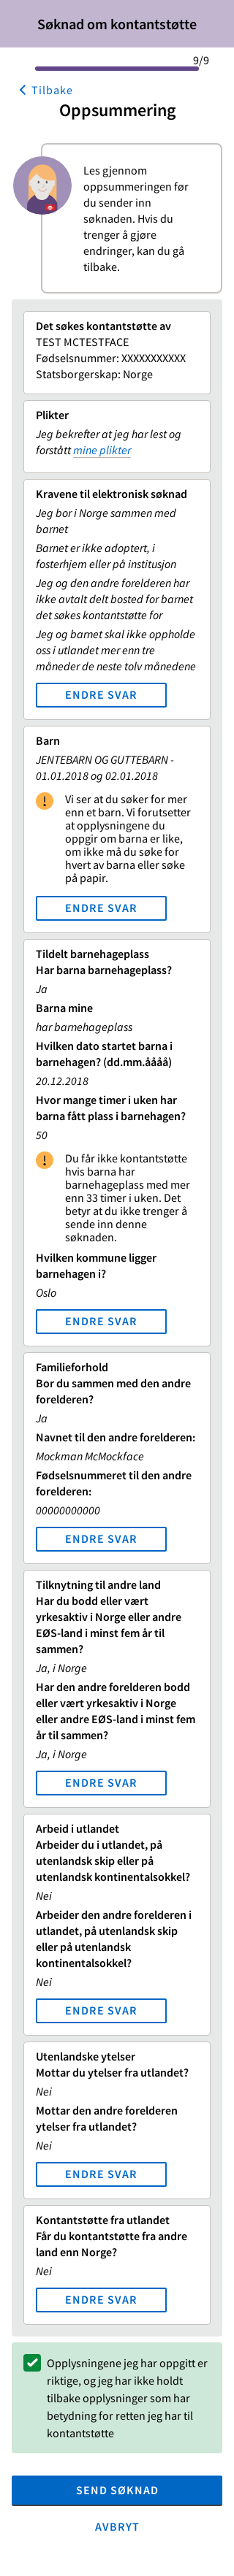 Søknad om kontantstøtte
9/9
Tilbake
Oppsummering
Les gjennom
oppsummeringen før
du sender inn
søknaden. Hvis du
trenger å gjøre
endringer, kan du gå
tilbake.
Det søkes kontantstøtte av
TEST MCTESTFACE
Fødselsnummer: XXXXXXXXXXX
Statsborgerskap: Norge
Plikter
Jeg bekrefter at jeg har lest og
forstått mine plikter
Kravene til elektronisk søknad
Jeg bor i Norge sammen med
barnet
Barnet er ikke adoptert, i
fosterhjem eller på institusjon
Jeg og den andre forelderen har
ikke avtalt delt bosted for barnet
det søkes kontantstøtte for
Jeg og barnet skal ikke oppholde
oss i utlandet mer enn tre
måneder de neste tolv månedene
ENDRE SVAR
Barn
JENTEBARN OG GUTTEBARN -
01.01.2018 og 02.01.2018
Vi ser at du søker for mer
enn et barn. Vi forutsetter
at opplysningene du
oppgir om barna er like,
om ikke må du søke for
hvert av barna eller søke
på papir.
ENDRE SVAR
Tildelt barnehageplass
Har barna barnehageplass?
Ja
Barna mine
har barnehageplass
Hvilken dato startet barna i
barnehagen? (dd.mm.åååå)
20.12.2018
Hvor mange timer i uken har
barna fått plass i barnehagen?
50
Du får ikke kontantstøtte
hvis barna har
barnehageplass med mer
enn 33 timer i uken. Det
betyr at du ikke trenger å
sende inn denne
søknaden.
Hvilken kommune ligger
barnehagen i?
Oslo
ENDRE SVAR
Familieforhold
Bor du sammen med den andre
forelderen?
Ja
Navnet til den andre forelderen:
Mockman McMockface
Fødselsnummeret til den andre
forelderen:
00000000000
ENDRE SVAR
Tilknytning til andre land
Har du bodd eller vært
yrkesaktiv i Norge eller andre
EØS-land i minst fem år til
sammen?
Ja, i Norge
Har den andre forelderen bodd
eller vært yrkesaktiv i Norge
eller andre EØS-land i minst fem
år til sammen?
Ja, i Norge
ENDRE SVAR
Arbeid i utlandet
Arbeider du i utlandet, på
utenlandsk skip eller på
utenlandsk kontinentalsokkel?
Nei
Arbeider den andre forelderen i
utlandet, på utenlandsk skip
eller på utenlandsk
kontinentalsokkel?
Nei
ENDRE SVAR
Utenlandske ytelser
Mottar du ytelser fra utlandet?
Nei
Mottar den andre forelderen
ytelser fra utlandet?
Nei
ENDRE SVAR
Kontantstøtte fra utlandet
Får du kontantstøtte fra andre
land enn Norge?
Nei
ENDRE SVAR
Opplysningene jeg har oppgitt er
riktige, og jeg har ikke holdt
tilbake opplysninger som har
betydning for retten jeg har til
kontantstøtte
SEND SØKNAD
AVBRYT